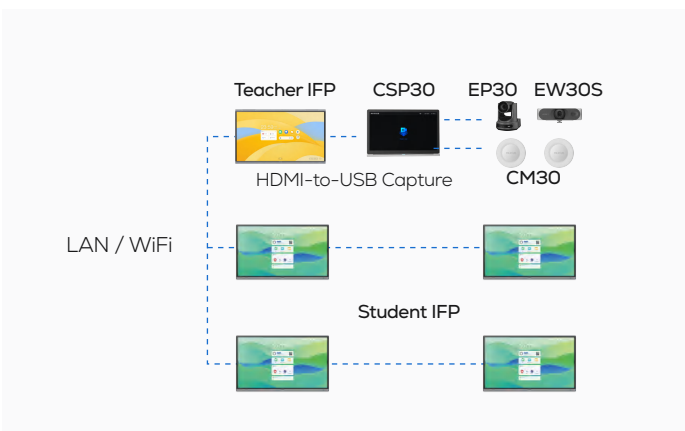 Teacher IFP CSP30 EP30 EW30S
HDMI-to-USB Capture CM30
LAN / WiFi
Student IFP